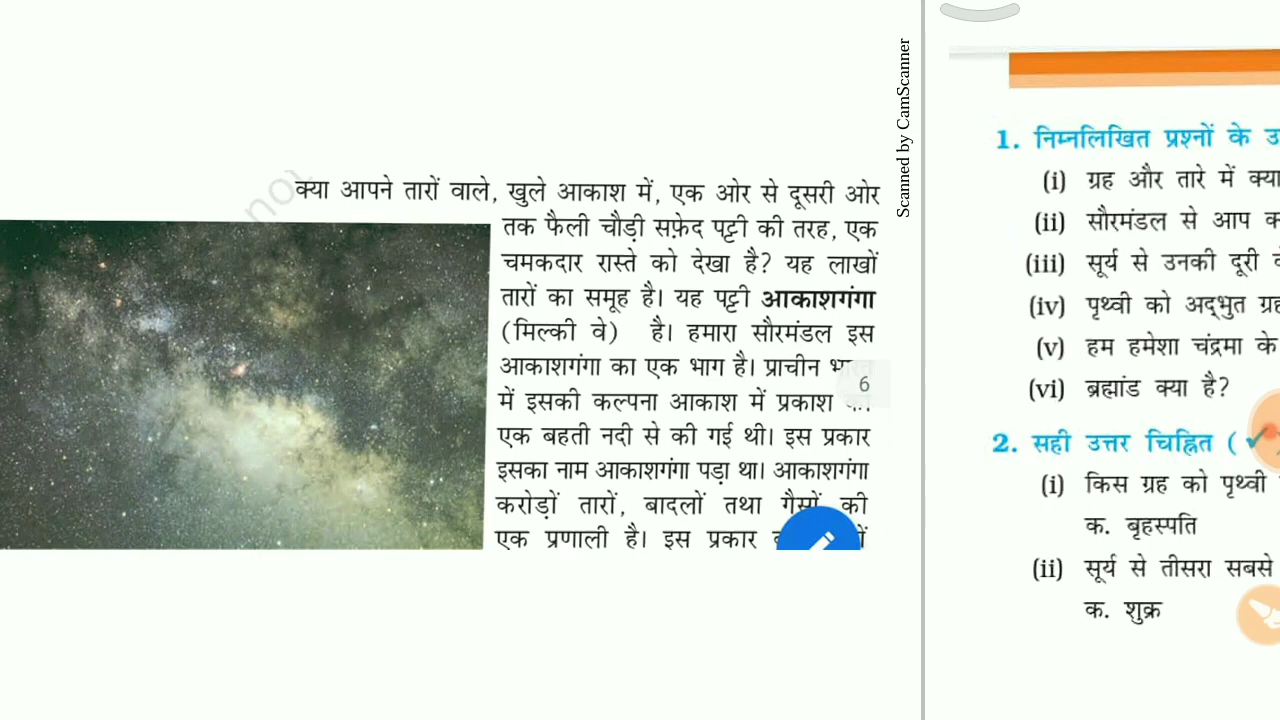 Scanned by CamScanner
not
क्या आपने तारों वाले, खुले आकाश में, एक ओर से दूसरी ओर
तक फैली चौड़ी सफ़ेद पट्टी की तरह, एक
चमकदार रास्ते को देखा है? यह लाखों
तारों का समूह है। यह पट्टी आकाशगंगा
(मिल्की वे) है। हमारा सौरमंडल इस
आकाशगंगा का एक भाग है। प्राचीन भारत
में इसकी कल्पना आकाश में प्रकाश की
एक बहती नदी से की गई थी। इस प्रकार
इसका नाम आकाशगंगा पड़ा था। आकाशगंगा
करोड़ों तारों, बादलों तथा गैसों की
एक प्रणाली है। इस प्रकार
6
1. निम्नलिखित प्रश्नों के
(i) ग्रह और तारे में क्या
(ii) सौरमंडल से आप
(iii) सूर्य से उनकी दूरी
(iv) पृथ्वी को अद्भुत ग्रह
(v) हम हमेशा चंद्रमा के
(vi) ब्रह्मांड क्या है?
2. सही उत्तर चिह्नित (✓
(i) किस ग्रह को पृथ्वी
क. बृहस्पति
(ii) सूर्य से तीसरा सबसे
क. शुक्र